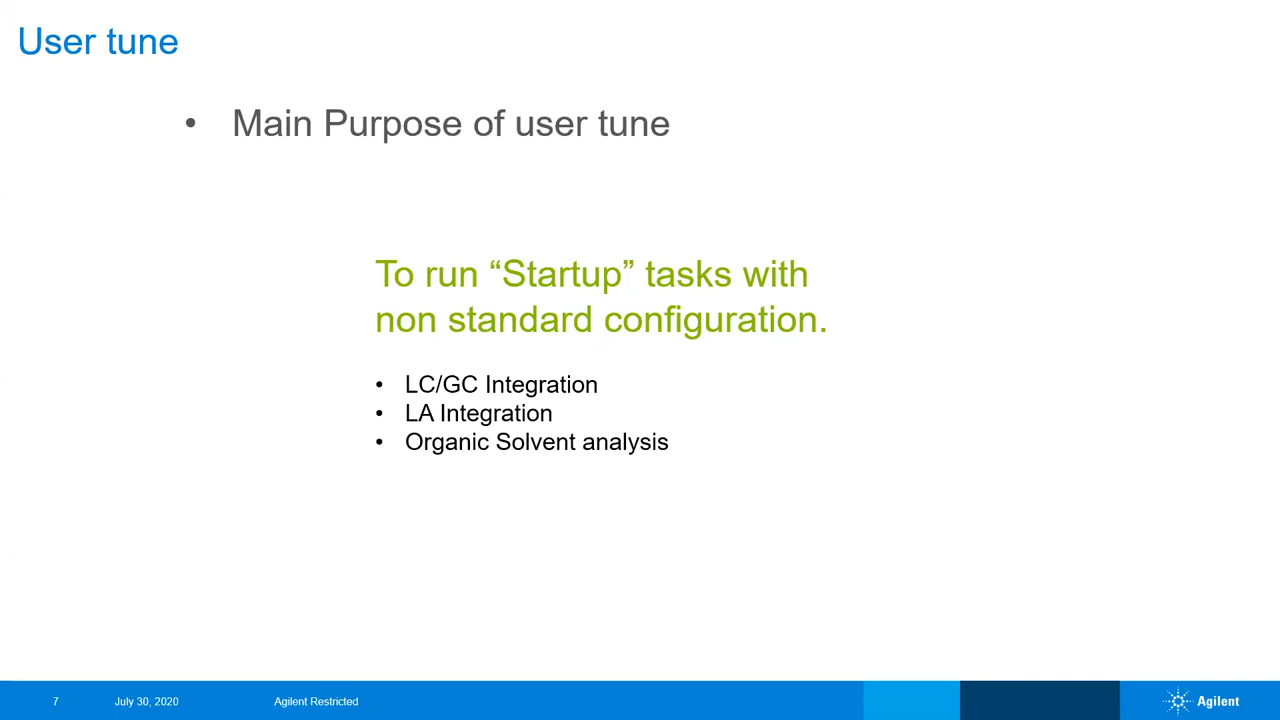 User tune
• Main Purpose of user tune
To run “Startup” tasks with
non standard configuration.
• LC/GC Integration
• LA Integration
• Organic Solvent analysis
7 July 30, 2020 Agilent Restricted Agilent